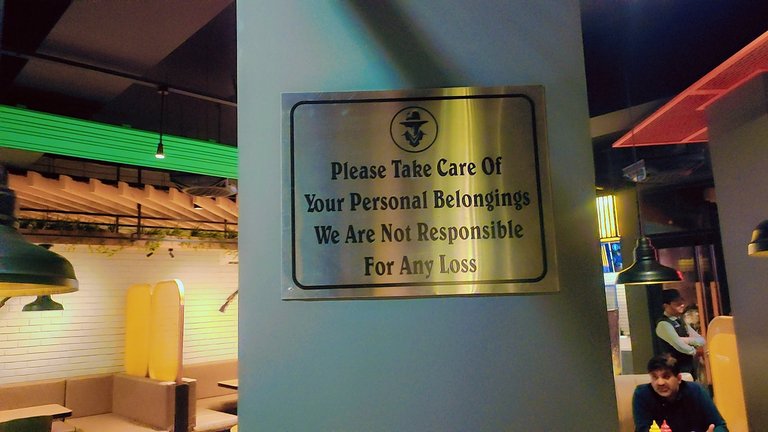 Please Take Care Of
Your Personal Belongings
We Are Not Responsible
For Any Loss